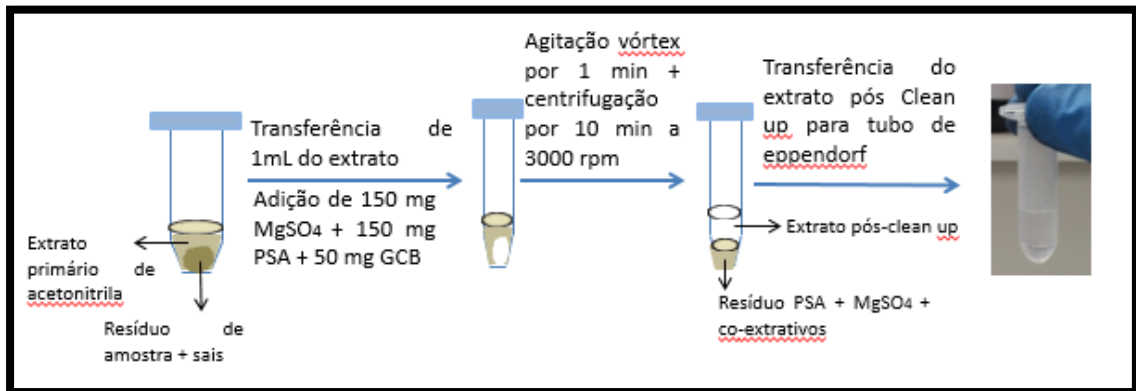 Transferência de
1mL do extrato
Adição de 150 mg
MgSO4 + 150 mg
PSA + 50 mg GCB
Extrato
primário de
acetonitrila
Resíduo de
amostra + sais
Agitação vórtex
por 1 min +
centrifugação
por 10 min a
3000 rpm
Transferência do
extrato pós Clean
up para tubo de
eppendorf
Extrato pós-clean up
Resíduo PSA + MgSO4 +
co-extrativos